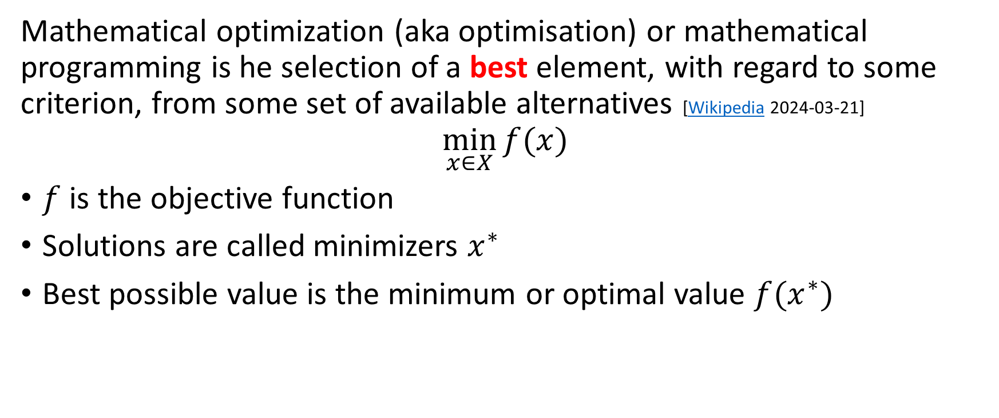 Mathematical optimization (aka optimisation) or mathematical
programming is he selection of a best element, with regard to some
criterion, from some set of available alternatives [Wikipedia 2024-03-21]
min f(x)
x∈X
• f is the objective function
• Solutions are called minimizers x*
• Best possible value is the minimum or optimal value f(x*)